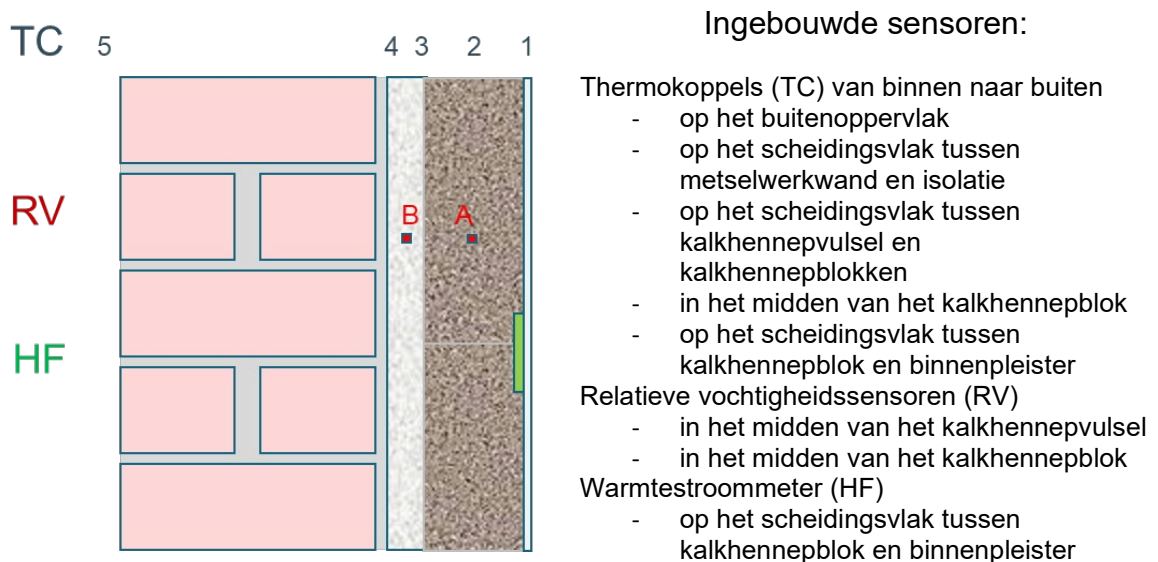 TC 5 4 3 2 1
RV
B A
HF
Ingebouwde sensoren:
Thermokoppels (TC) van binnen naar buiten
- op het buitenoppervlak
- op het scheidingsvlak tussen
metselwerkwand en isolatie
- op het scheidingsvlak tussen
kalkhennepvulsel en
kalkhennepblokken
- in het midden van het kalkhennepblok
- op het scheidingsvlak tussen
kalkhennepblok en binnenpleister
Relatieve vochtigheidssensoren (RV)
- in het midden van het kalkhennepvulsel
- in het midden van het kalkhennepblok
Warmtestroommeter (HF)
- op het scheidingsvlak tussen
kalkhennepblok en binnenpleister